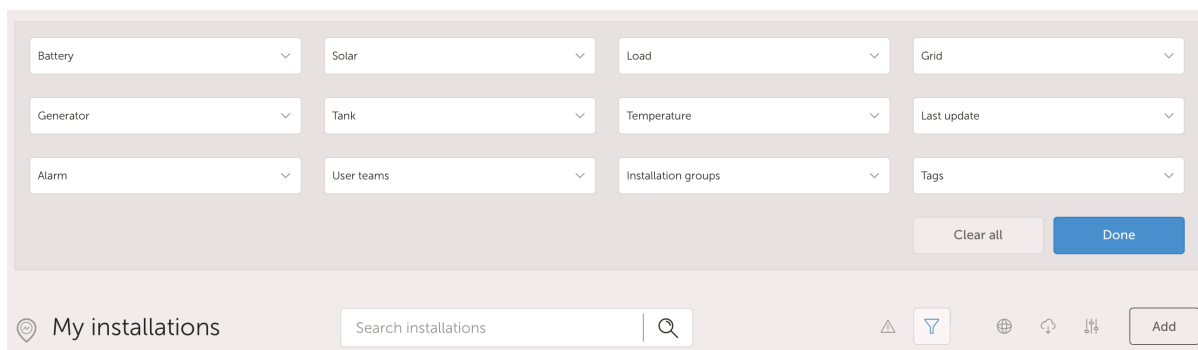 Battery
Solar
Load
Grid
Generator
Tank
Temperature
Last update
Alarm
User teams
Installation groups
Tags
Clear all
Done
My installations
Search installations
Add